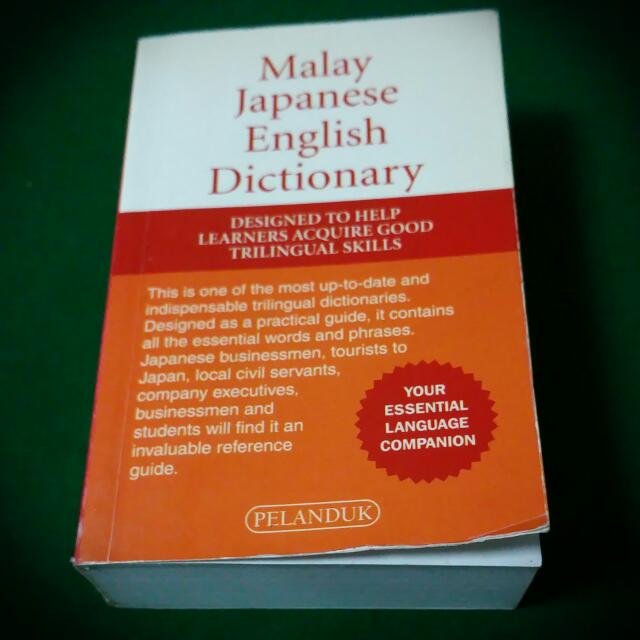 Malay
Japanese
English
Dictionary
DESIGNED TO HELP
LEARNERS ACQUIRE GOOD
TRILINGUAL SKILLS
This is one of the most up-to-date and
indispensable trilingual dictionaries.
Designed as a practical guide, it contains
all the essential words and phrases.
Japanese businessmen, tourists to
Japan, local civil servants,
company executives,
businessmen and
students will find it an
invaluable reference
guide.
YOUR
ESSENTIAL
LANGUAGE
COMPANION
PELANDUK